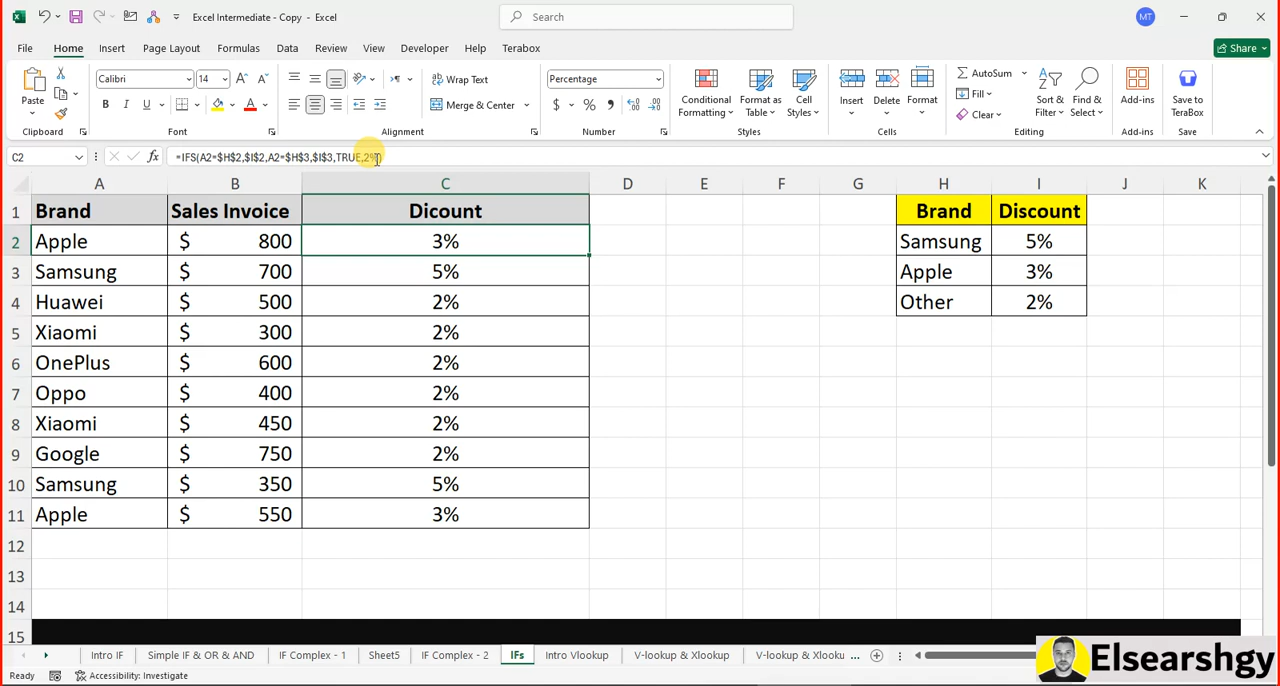 Excel Intermediate - Copy - Excel
Search
MT
File Home Insert Page Layout Formulas Data Review View Developer Help Terabox Share
Calibri 14
Wrap Text
Percentage
AutoSum
Paste
B I U
Merge & Center
$ % 9
Conditional Formatting
Format as Table
Cell Styles
Insert
Delete
Format
Fill
Clear
Sort & Filter
Find & Select
Add-ins
Save to TeraBox
Clipboard Font Alignment Number Styles Cells Editing Add-ins Save
C2 fx =IFS(A2=$H$2,$I$2,A2=$H$3,$I$3,TRUE,2%)
A B C D E F G H I J K
1 Brand Sales Invoice Dicount Brand Discount
2 Apple $ 800 3% Samsung 5%
3 Samsung $ 700 5% Apple 3%
4 Huawei $ 500 2% Other 2%
5 Xiaomi $ 300 2%
6 OnePlus $ 600 2%
7 Oppo $ 400 2%
8 Xiaomi $ 450 2%
9 Google $ 750 2%
10 Samsung $ 350 5%
11 Apple $ 550 3%
12
13
14
15
Intro IF Simple IF & OR & AND IF Complex - 1 Sheet5 IF Complex - 2 IFs Intro Vlookup V-lookup & Xlookup V-lookup & Xlooku ...
Ready Accessibility: Investigate
Elsearshgy